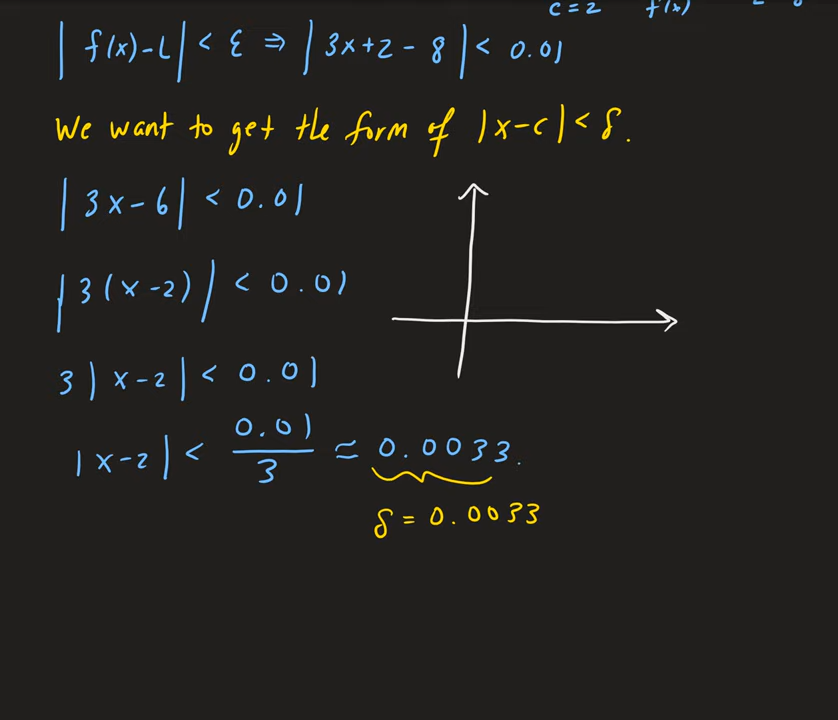 c = 2 f(x)
| f(x) - L | < ε ⇒ | 3x + 2 - 8 | < 0.01
We want to get the form of | x - c | < δ.
| 3x - 6 | < 0.01
| 3 (x - 2) | < 0.01
3 | x - 2 | < 0.01
| x - 2 | < 0.01/3 ≈ 0.0033.
δ = 0.0033